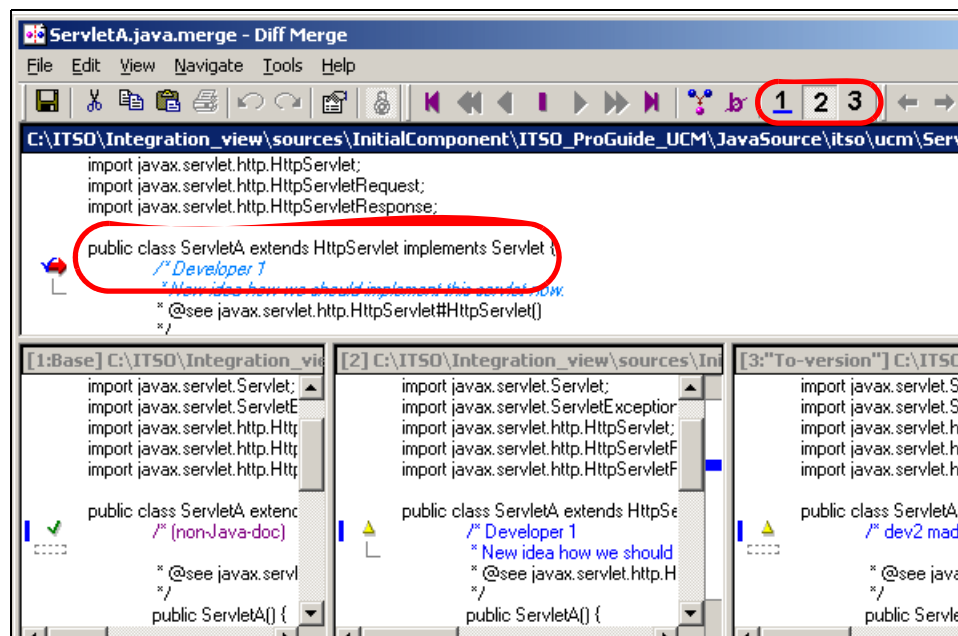 ServletA.java.merge - Diff Merge
File Edit View Navigate Tools Help
1 2 3
C:\ITSO\Integration_view\sources\InitialComponent\ITSO_ProGuide_UCM\JavaSource\itso\ucm\Serv
import javax.servlet.http.HttpServlet;
import javax.servlet.http.HttpServletRequest;
import javax.servlet.http.HttpServletResponse;
public class ServletA extends HttpServlet implements Servlet {
/* Developer 1
* New idea how we should implement this servlet now.
* @see javax.servlet.http.HttpServlet#HttpServlet()
*/
[1:Base] C:\ITSO\Integration_vie
import javax.servlet.Servlet;
import javax.servlet.ServletE
import javax.servlet.http.Http
import javax.servlet.http.Http
import javax.servlet.http.Http
public class ServletA extenc
/* (non-Java-doc)
* @see javax.servl
*/
public ServletA() {
[2] C:\ITSO\Integration_view\sources\Ini
import javax.servlet.Servlet;
import javax.servlet.ServletException
import javax.servlet.http.HttpServlet;
import javax.servlet.http.HttpServletF
import javax.servlet.http.HttpServletF
public class ServletA extends HttpSe
/* Developer 1
* New idea how we should
* @see javax.servlet.http.H
*/
public ServletA() {
[3:"To-version"] C:\ITSO
import javax.servlet.S
import javax.servlet.S
import javax.servlet.h
import javax.servlet.h
import javax.servlet.h
public class ServletA
/* dev2 mad
* @see java
*/
public Servle